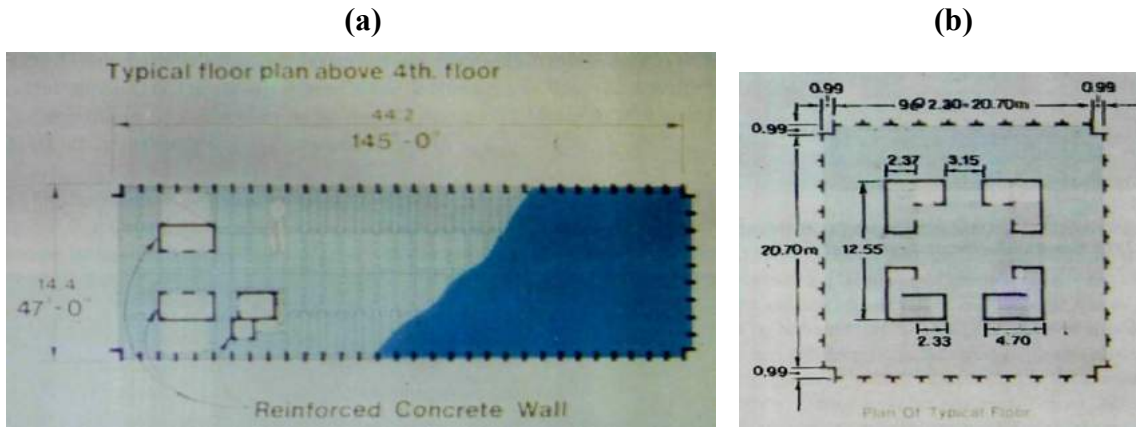 (a)
(b)
Typical floor plan above 4th. floor
44.2
145'-0"
14.4
47'-0"
Reinforced Concrete Wall
0.99
0.99
9@ 2.30=20.70m
0.99
2.37
3.15
20.70m
12.55
2.33
4.70
0.99
Plan Of Typical Floor